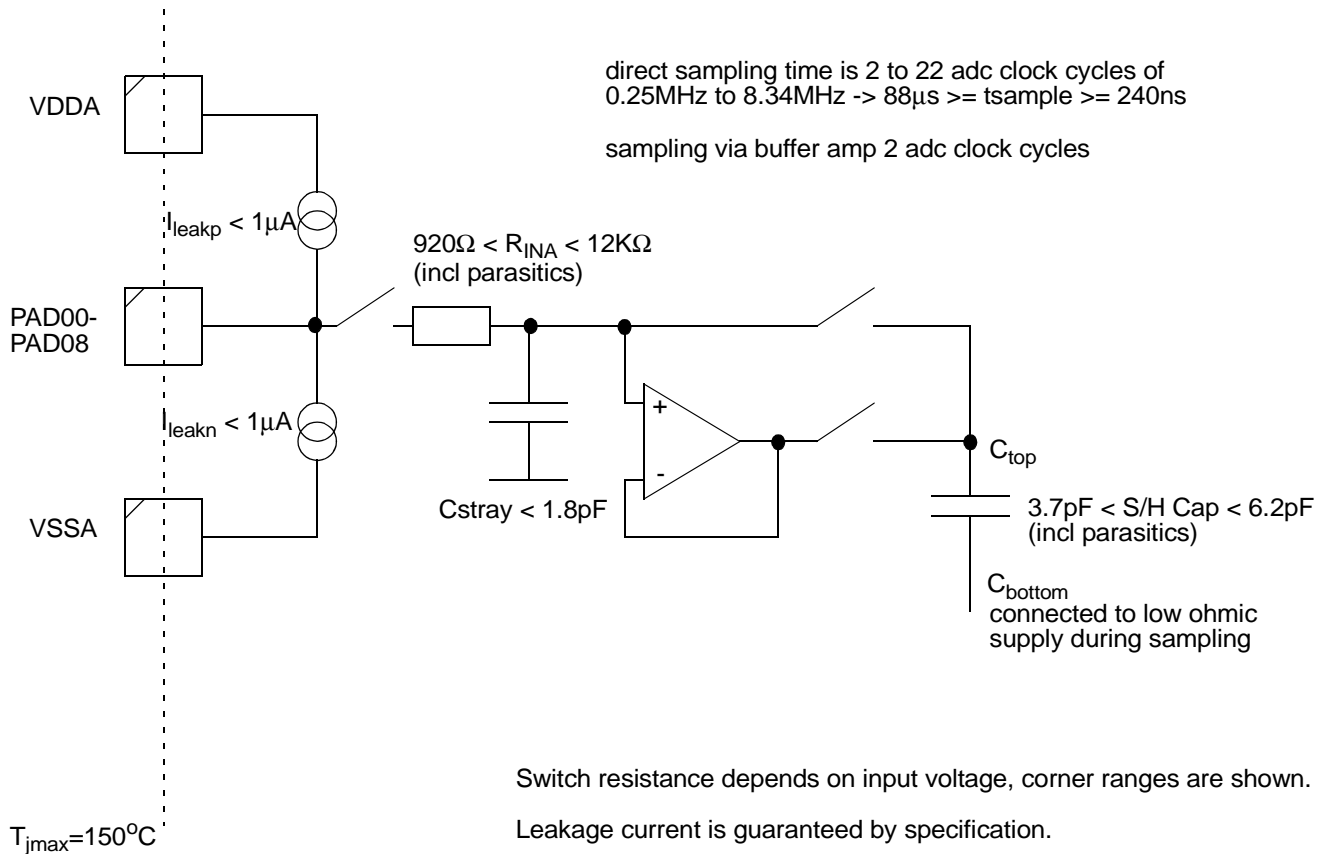 direct sampling time is 2 to 22 adc clock cycles of
0.25MHz to 8.34MHz -> 88μs >= tsample >= 240ns
sampling via buffer amp 2 adc clock cycles
VDDA
Ileakp < 1μA
920Ω < RINA < 12KΩ
(incl parasitics)
PAD00-
PAD08
Ileakn < 1μA
+
-
Cstray < 1.8pF
Ctop
3.7pF < S/H Cap < 6.2pF
(incl parasitics)
VSSA
Cbottom
connected to low ohmic
supply during sampling
Switch resistance depends on input voltage, corner ranges are shown.
Leakage current is guaranteed by specification.
Tjmax=150oC